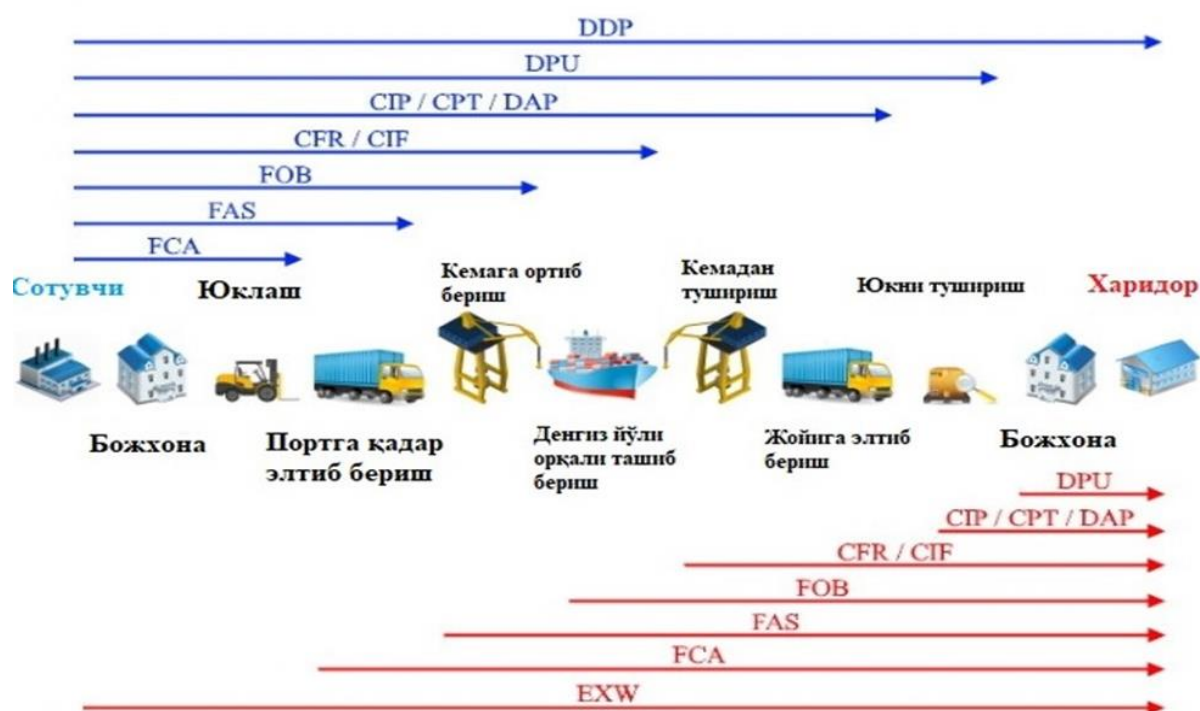 DDP
DPU
CIP / CPT / DAP
CFR / CIF
FOB
FAS
FCA
Сотувчи
Юклаш
Кемага ортиб
бериш
Кемадан
тушириш
Юкни тушириш
Харидор
Божхона
Портга қадар
элтиб бериш
Денгиз йўли
орқали ташиб
бериш
Жойига элтиб
бериш
Божхона
DPU
CIP / CPT / DAP
CFR / CIF
FOB
FAS
FCA
EXW